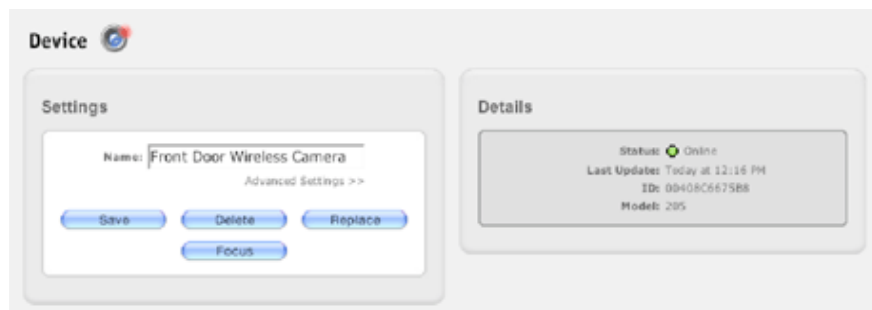 Device
Settings
Name: Front Door Wireless Camera
Advanced Settings >>
Save Delete Replace
Focus
Details
Status: Online
Last Update: Today at 12:16 PM
ID: 00408C6675B8
Model: 205